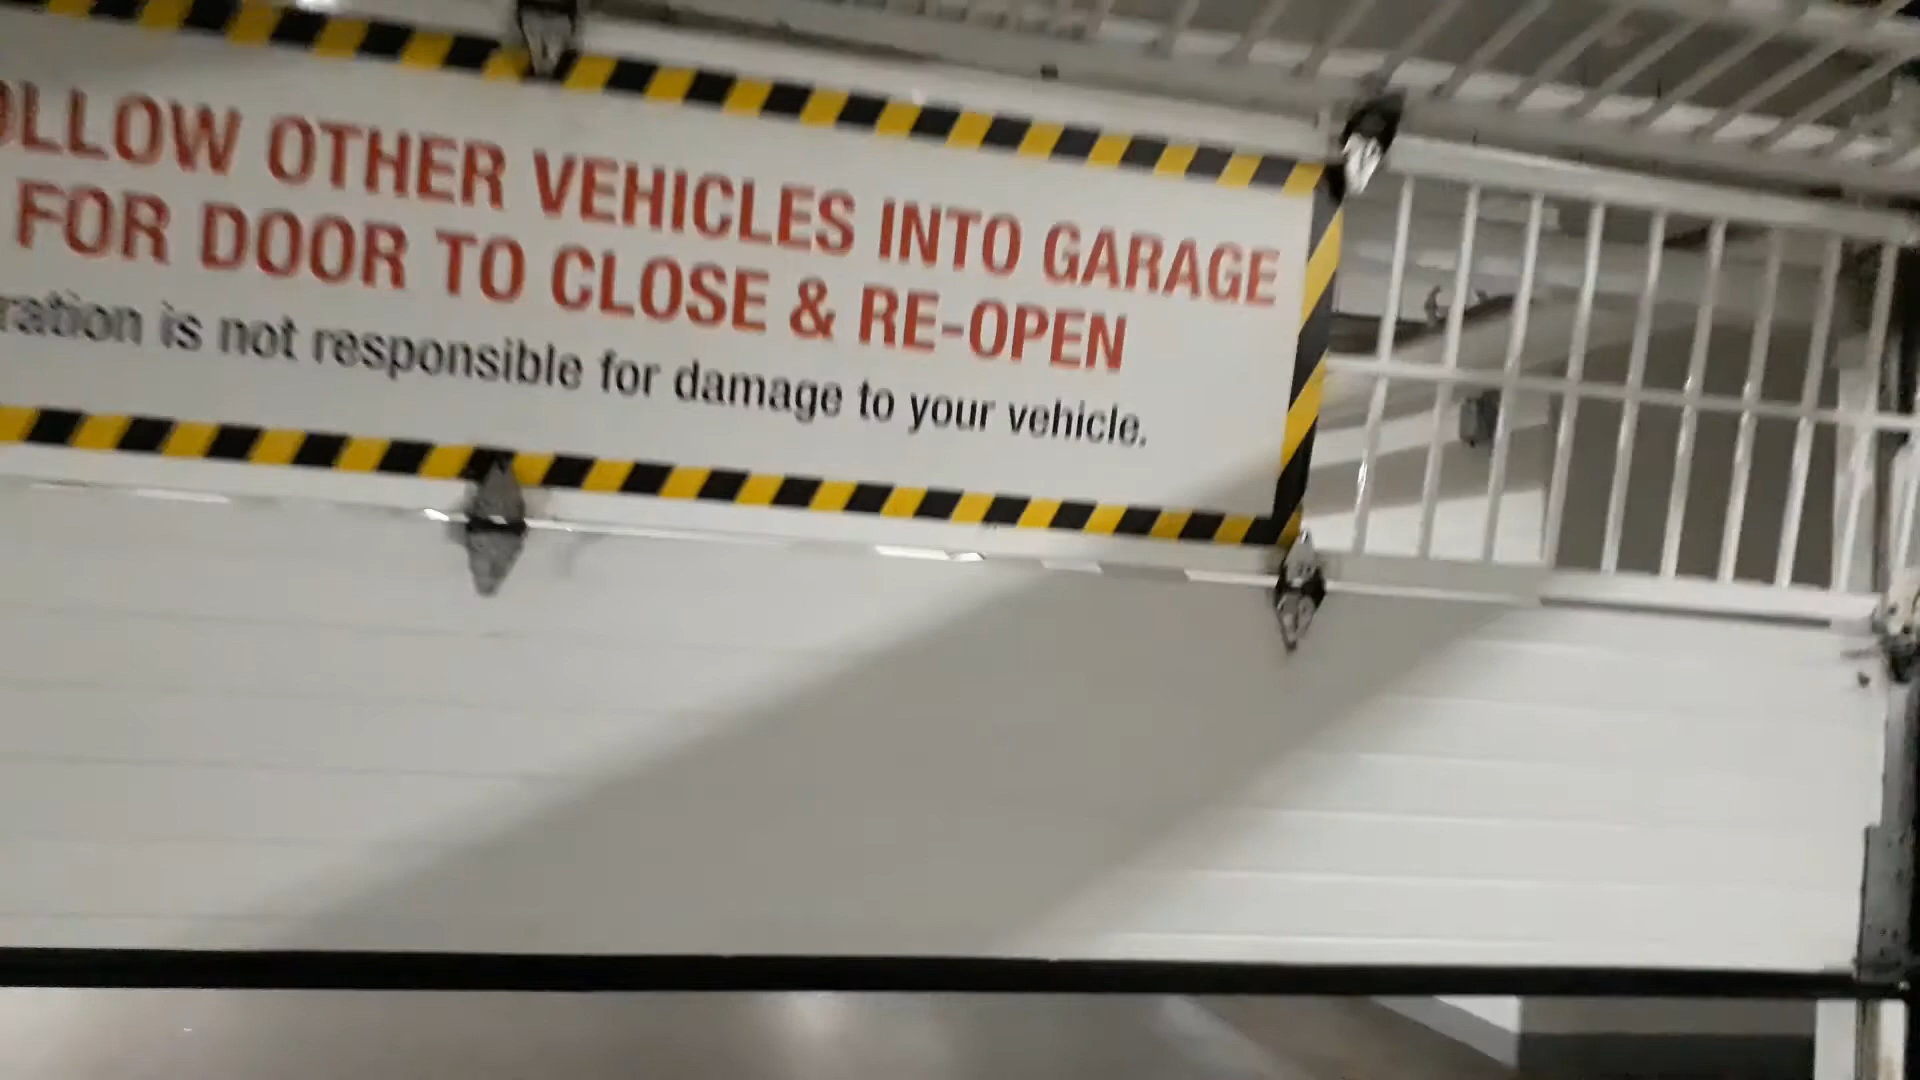 OLLOW OTHER VEHICLES INTO GARAGE
FOR DOOR TO CLOSE & RE-OPEN
ration is not responsible for damage to your vehicle.